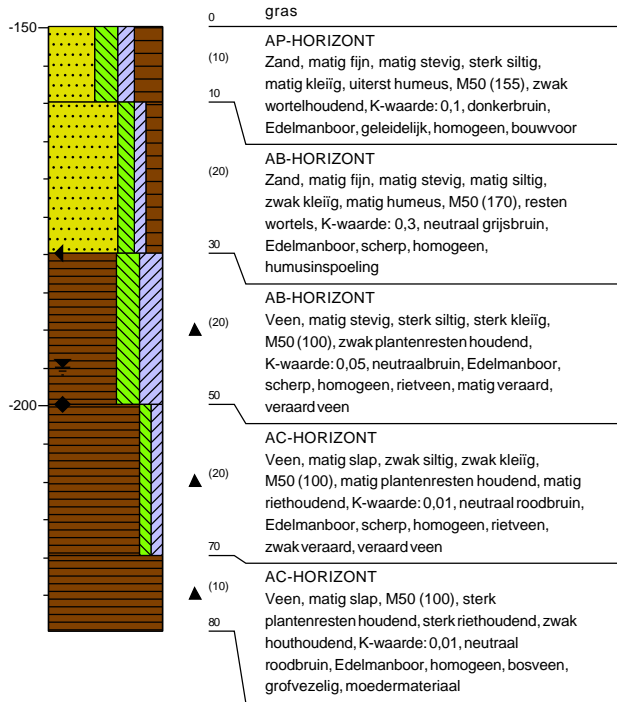 -150
0
gras
AP-HORIZONT
(10)
Zand, matig fijn, matig stevig, sterk siltig,
matig kleiïg, uiterst humeus, M50 (155), zwak
wortelhoudend, K-waarde: 0,1, donkerbruin,
10
Edelmanboor, geleidelijk, homogeen, bouwvoor
AB-HORIZONT
(20)
Zand, matig fijn, matig stevig, matig siltig,
zwak kleiïg, matig humeus, M50 (170), resten
wortels, K-waarde: 0,3, neutraal grijsbruin,
30
Edelmanboor, scherp, homogeen,
humusinspoeling
AB-HORIZONT
(20)
Veen, matig stevig, sterk siltig, sterk kleiïg,
M50 (100), zwak plantenresten houdend,
K-waarde: 0,05, neutraalbruin, Edelmanboor,
50
scherp, homogeen, rietveen, matig veraard,
veraard veen
-200
AC-HORIZONT
(20)
Veen, matig slap, zwak siltig, zwak kleiïg,
M50 (100), matig plantenresten houdend, matig
riethoudend, K-waarde: 0,01, neutraal roodbruin,
Edelmanboor, scherp, homogeen, rietveen,
70
zwak veraard, veraard veen
AC-HORIZONT
(10)
Veen, matig slap, M50 (100), sterk
plantenresten houdend, sterk riethoudend, zwak
80
houthoudend, K-waarde: 0,01, neutraal
roodbruin, Edelmanboor, homogeen, bosveen,
grofvezelig, moedermateriaal